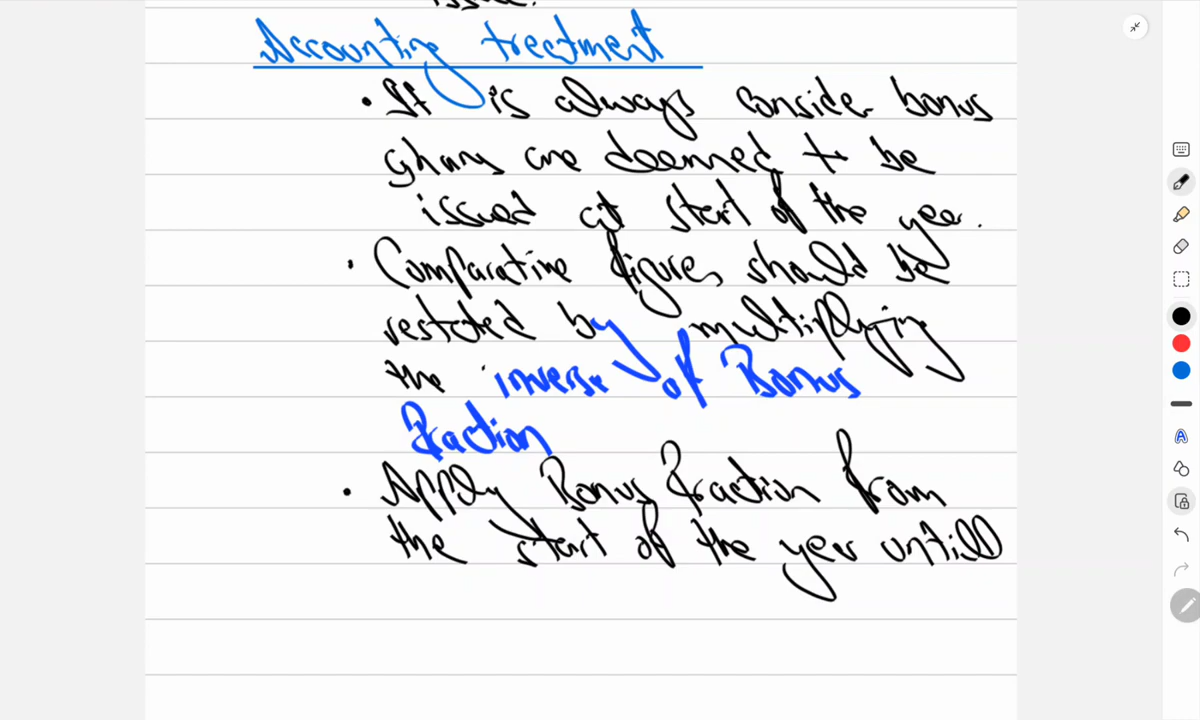 issue.
Accounting treatment
• It is always consider bonus
shares are deemed to be
issued at start of the year.
• Comparative figures should be
restated by multiplying
the inverse of Bonus
fraction
• Apply Bonus fraction from
the start of the year untill